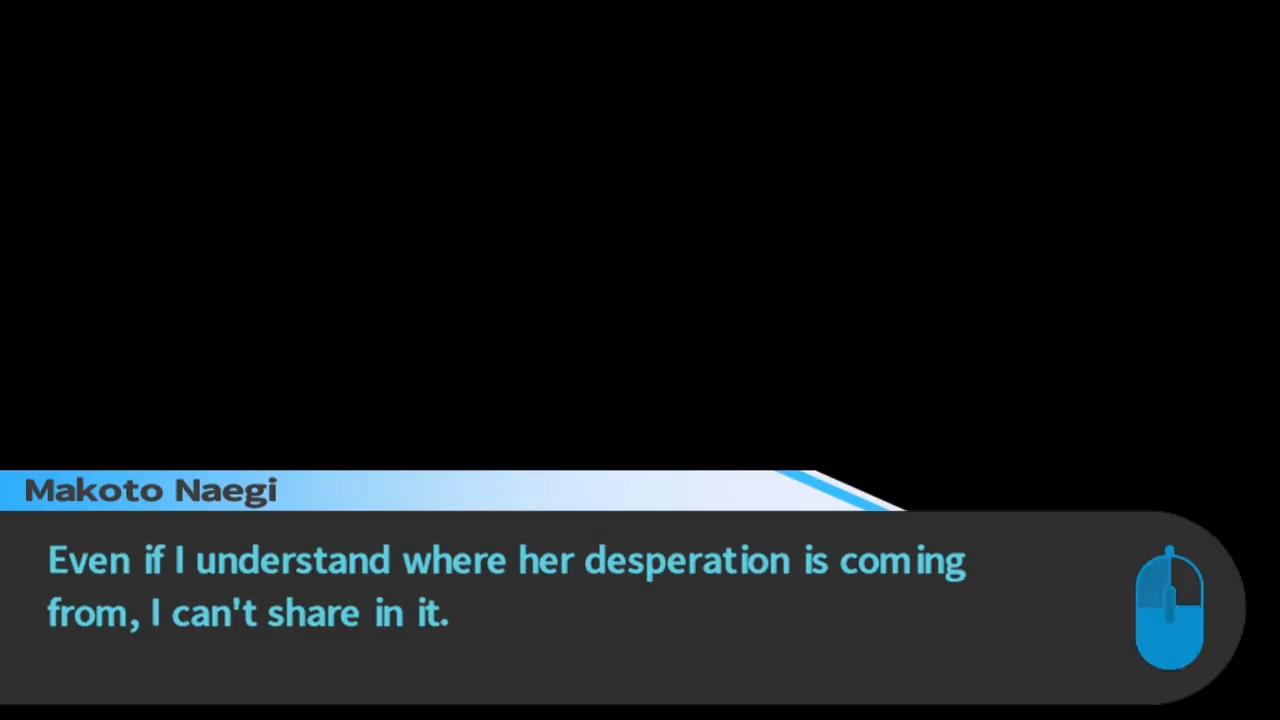 Makoto Naegi
Even if I understand where her desperation is coming
from, I can't share in it.